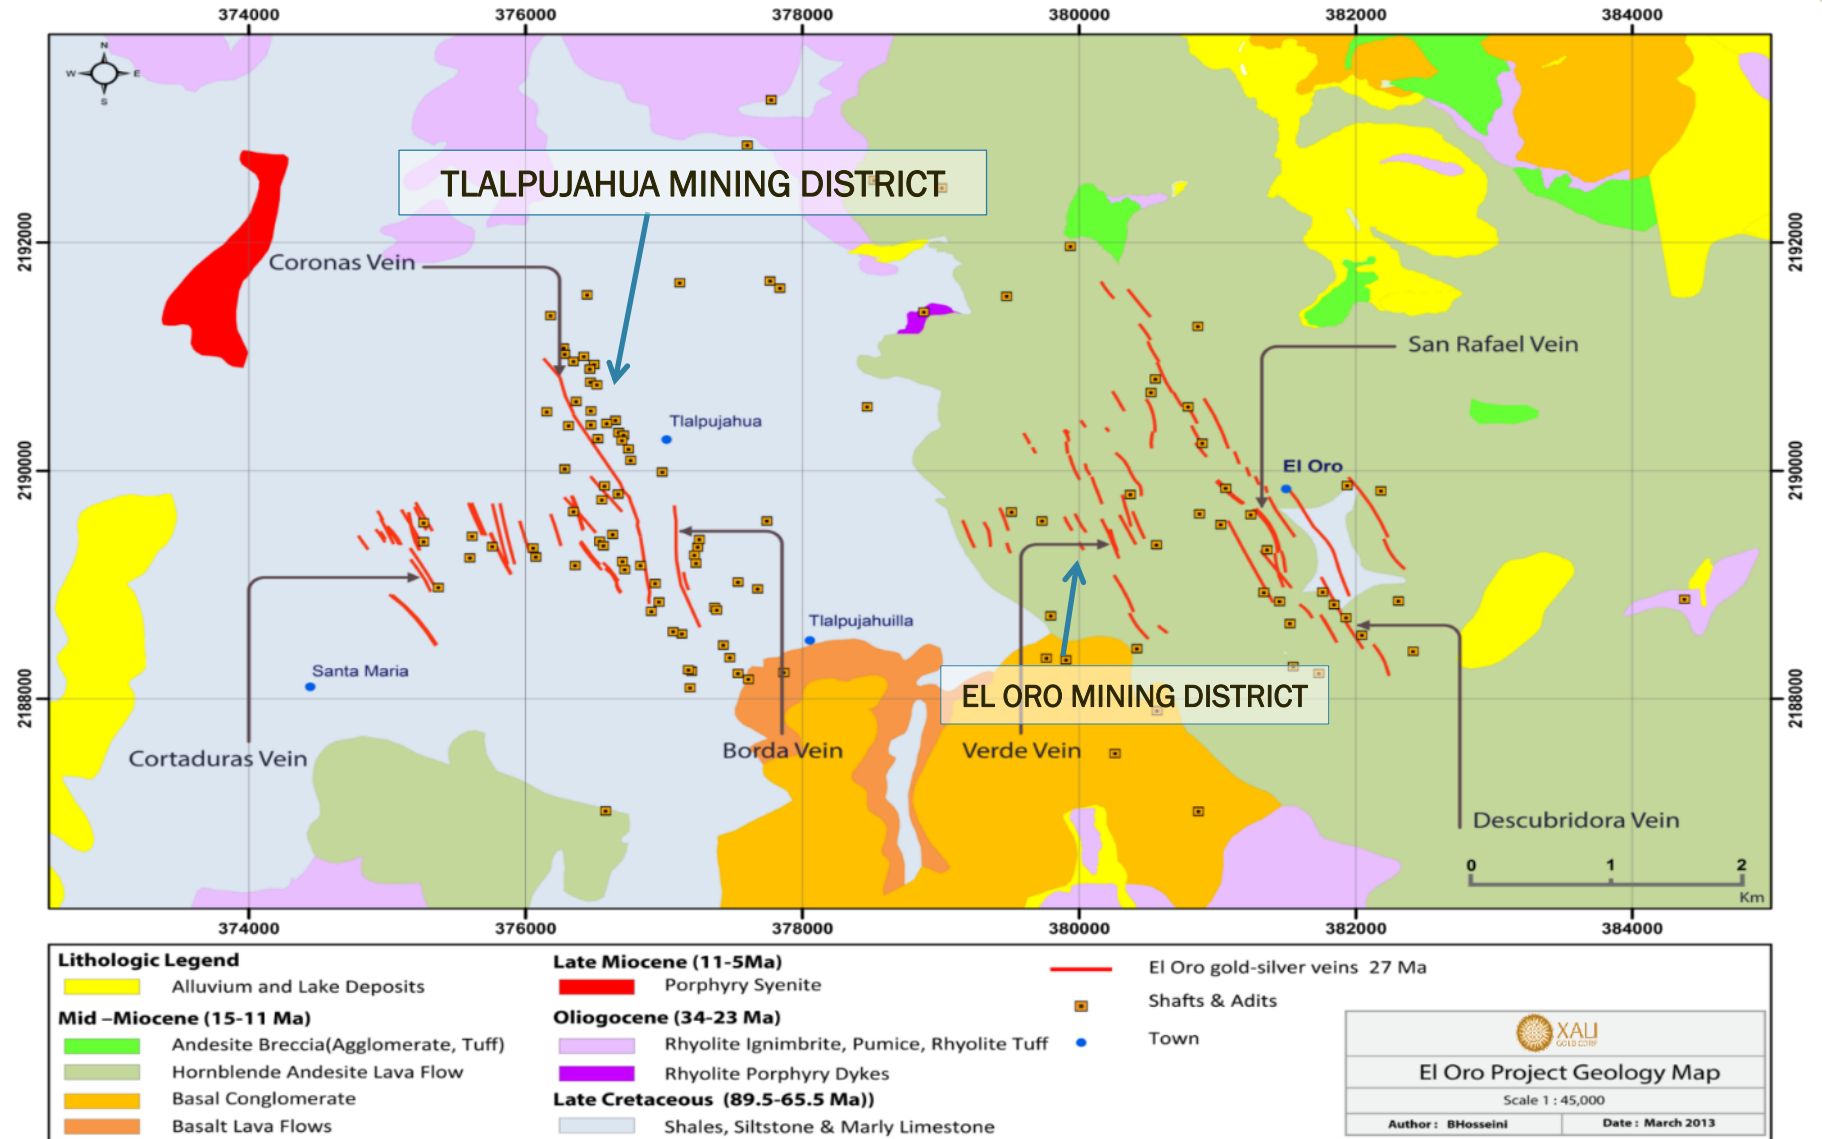 374000 376000 378000 380000 382000 384000
N
W E
S
TLALPUJAHUA MINING DISTRICT
2192000 2192000
Coronas Vein
San Rafael Vein
Tlalpujahua
El Oro
2190000 2190000
Tlalpujahuilla
Santa Maria
EL ORO MINING DISTRICT
2188000 2188000
Cortaduras Vein
Borda Vein
Verde Vein
Descubridora Vein
0 1 2
Km
374000 376000 378000 380000 382000 384000
Lithologic Legend
Alluvium and Lake Deposits
Mid –Miocene (15-11 Ma)
Andesite Breccia(Agglomerate, Tuff)
Hornblende Andesite Lava Flow
Basal Conglomerate
Basalt Lava Flows
Late Miocene (11-5Ma)
Porphyry Syenite
Oliogocene (34-23 Ma)
Rhyolite Ignimbrite, Pumice, Rhyolite Tuff
Rhyolite Porphyry Dykes
Late Cretaceous (89.5-65.5 Ma))
Shales, Siltstone & Marly Limestone
El Oro gold-silver veins 27 Ma
Shafts & Adits
Town
XALI
GOLD CORP
El Oro Project Geology Map
Scale 1 : 45,000
Author : BHosseini
Date : March 2013